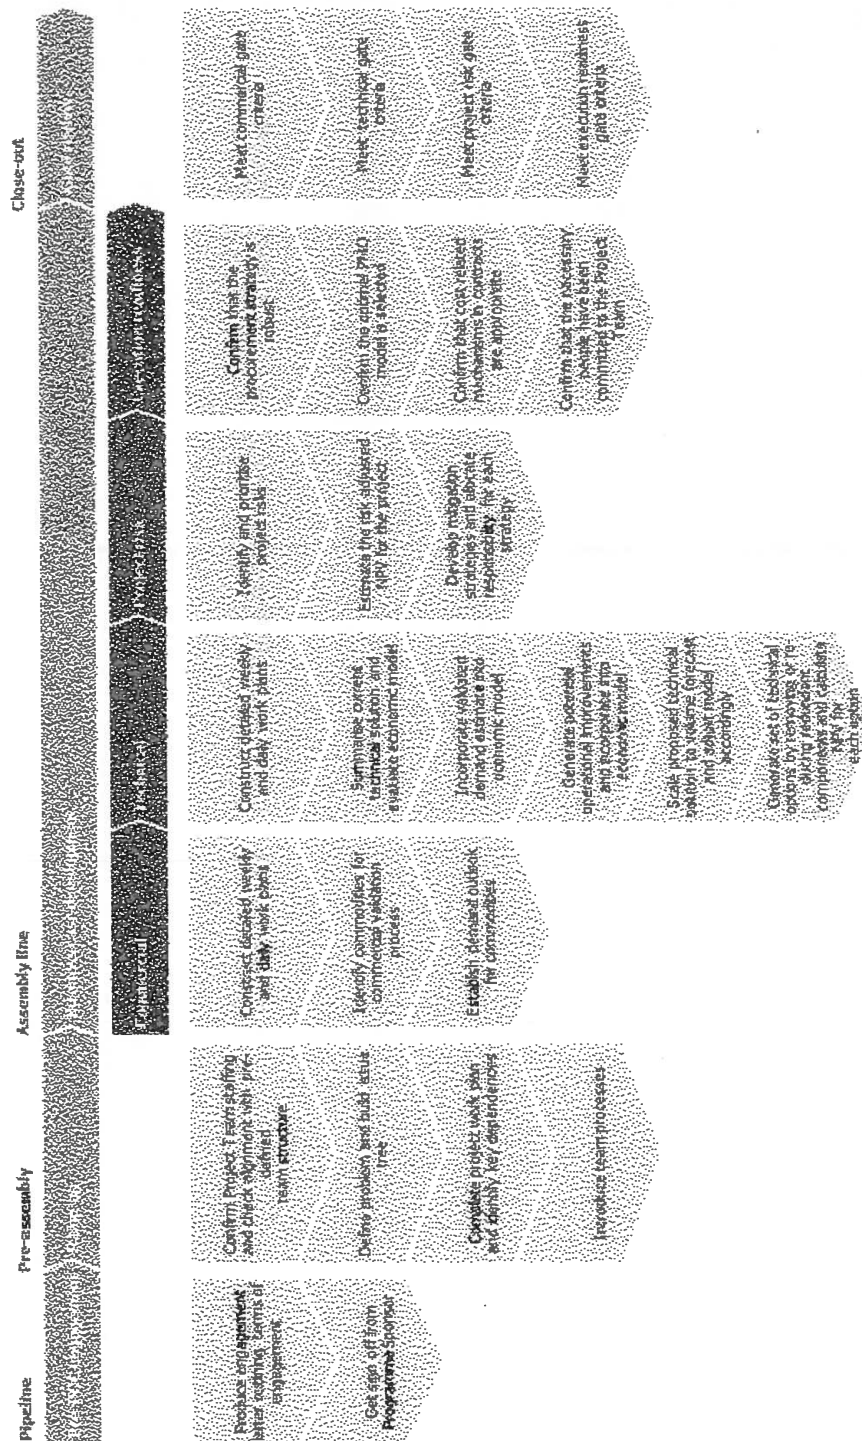 Pipeline
Pre-assembly
Assembly line
Close-out
Commercial
Technical
Project risk
Execution readiness
Produce engagement
letter outlining terms of
engagement
Get sign off from
Programme Sponsor
Confirm Project Team staffing
and check alignment with pre-
defined
team structure
Define problem and build issue
tree
Complete project work plan
and identify key dependencies
Introduce team processes
Construct detailed weekly
and daily work plans
Identify commodities for
commercial validation
process
Establish demand outlook
for commodities
Construct detailed weekly
and daily work plans
Summarise current
technical solution and
evaluate economic model
Incorporate validated
demand estimate into
economic model
Generate potential
operational improvements
and incorporate into
economic model
Scale proposed technical
solution to volume forecast
and adjust model
accordingly
Generate set of technical
options by removing or re-
ducing redundant
components and calculate
NPV for
each option
Identify and prioritise
project risks
Estimate the risk-adjusted
NPV for the project
Develop mitigation
strategies and allocate
responsibility for each
strategy
Confirm that the
procurement strategy is
robust
Confirm the optimal PMO
model is selected
Confirm that cost related
mechanisms in contracts
are appropriate
Confirm that the necessary
people have been
committed to the Project
Team
Meet commercial gate
criteria
Meet technical gate
criteria
Meet project risk gate
criteria
Meet execution readiness
gate criteria